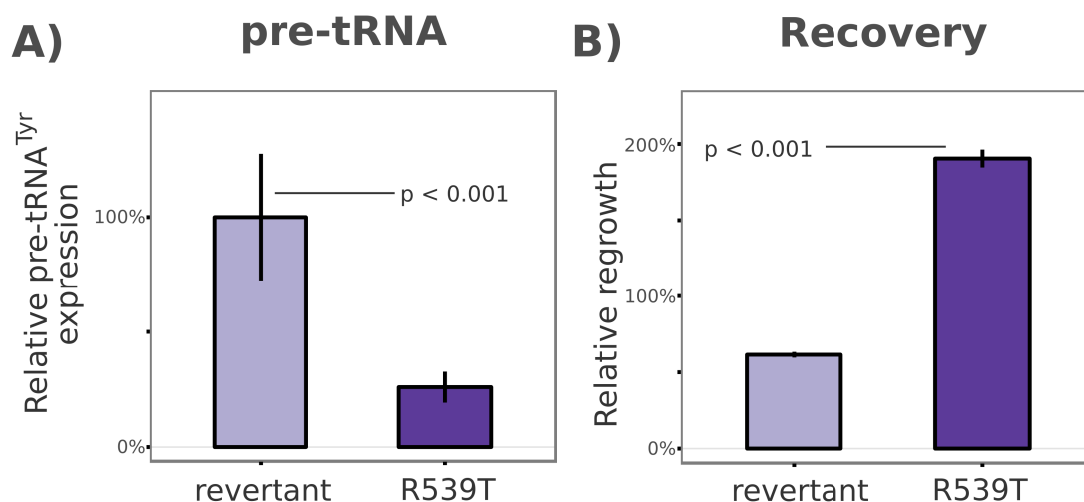 A)
pre-tRNA
Relative pre-tRNA^Tyr
expression
100%
0%
p < 0.001
revertant
R539T
B)
Recovery
Relative regrowth
200%
100%
0%
p < 0.001
revertant
R539T